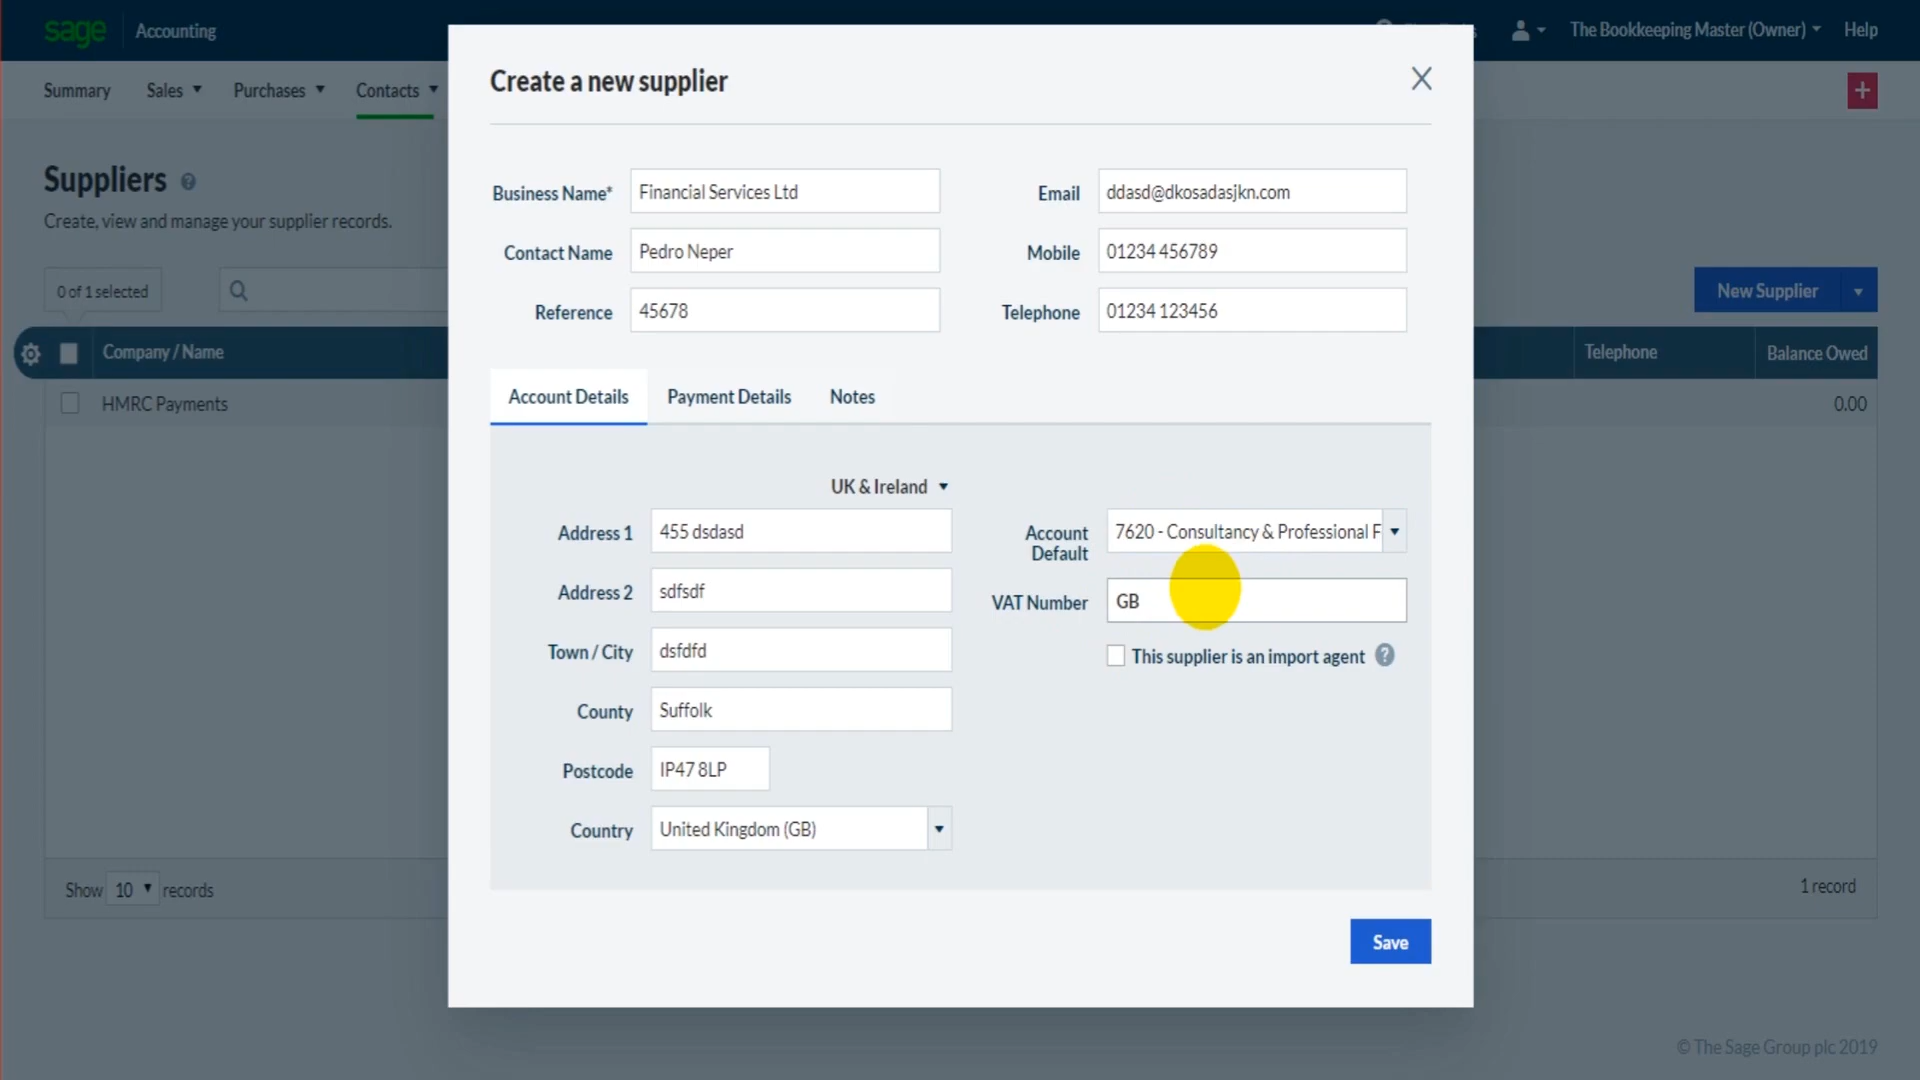 sage Accounting
The Bookkeeping Master (Owner) Help
Summary Sales Purchases Contacts
Create a new supplier
Suppliers
Create, view and manage your supplier records.
0 of 1 selected
New Supplier
Company / Name
Telephone
Balance Owed
HMRC Payments
0.00
Business Name* Financial Services Ltd
Email ddasd@dkosadasjkn.com
Contact Name Pedro Neper
Mobile 01234 456789
Reference 45678
Telephone 01234 123456
Account Details Payment Details Notes
UK & Ireland
Address 1 455 dsdasd
Account Default 7620 - Consultancy & Professional F
Address 2 sdfsdf
VAT Number GB
Town / City dsfdfd
This supplier is an import agent ?
County Suffolk
Postcode IP47 8LP
Country United Kingdom (GB)
Show 10 records
1 record
Save
© The Sage Group plc 2019